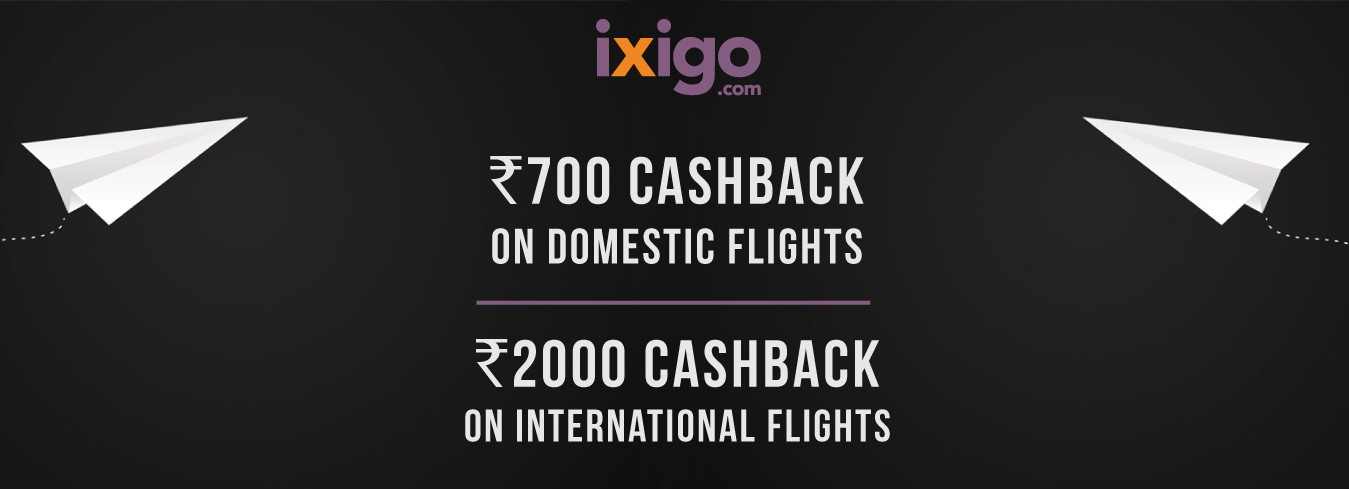 ixigo
.com
₹700 CASHBACK
ON DOMESTIC FLIGHTS
₹2000 CASHBACK
ON INTERNATIONAL FLIGHTS